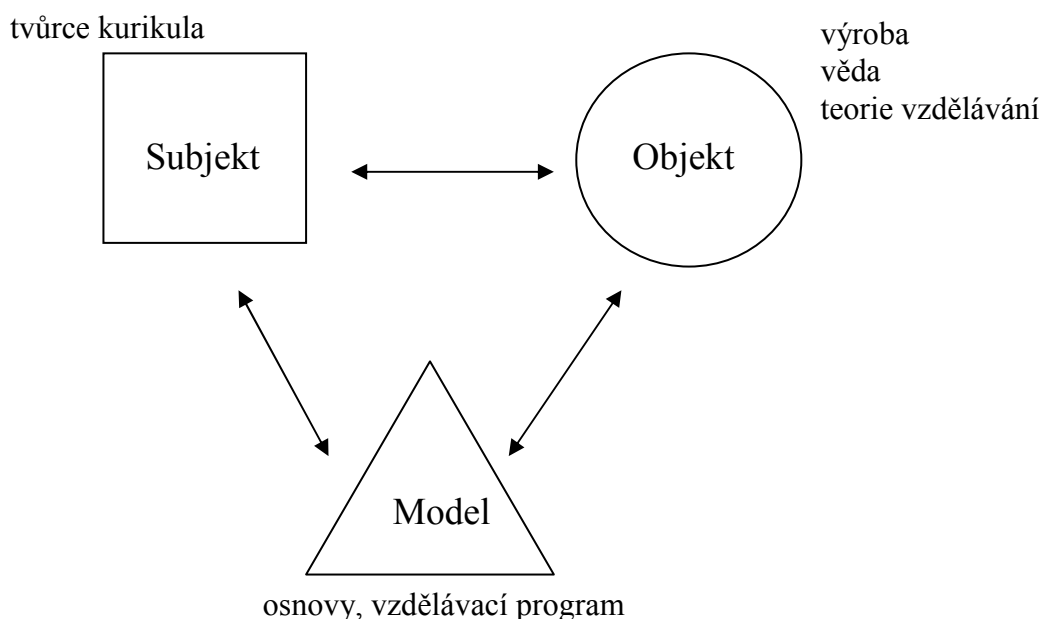 tvůrce kurikula
výroba
věda
teorie vzdělávání
Subjekt
Objekt
Model
osnovy, vzdělávací program